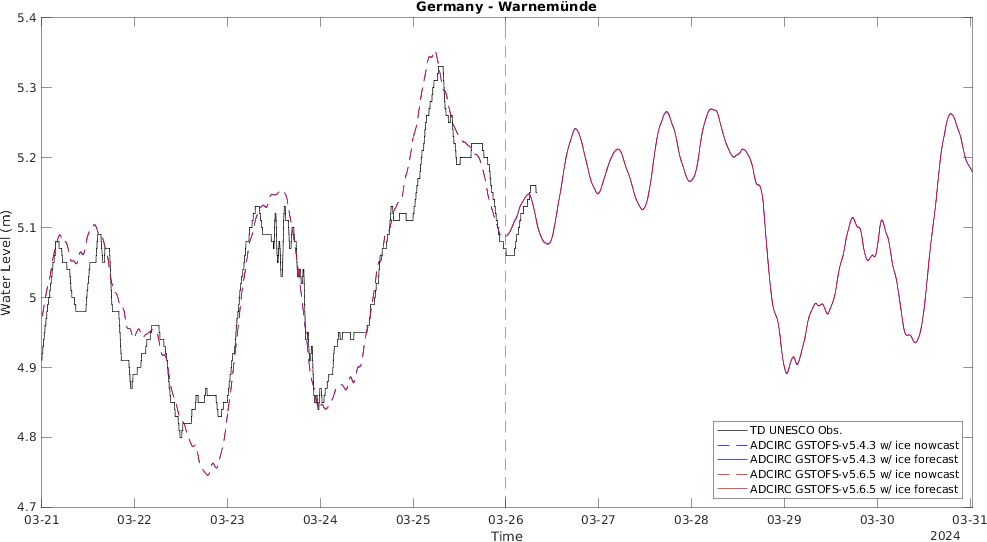 Germany - Warnemünde
5.4
5.3
5.2
5.1
5
4.9
4.8
4.7
Water Level (m)
TD UNESCO Obs.
ADCIRC GSTOFS-v5.4.3 w/ ice nowcast
ADCIRC GSTOFS-v5.4.3 w/ ice forecast
ADCIRC GSTOFS-v5.6.5 w/ ice nowcast
ADCIRC GSTOFS-v5.6.5 w/ ice forecast
03-21 03-22 03-23 03-24 03-25 03-26 03-27 03-28 03-29 03-30 03-31
Time
2024